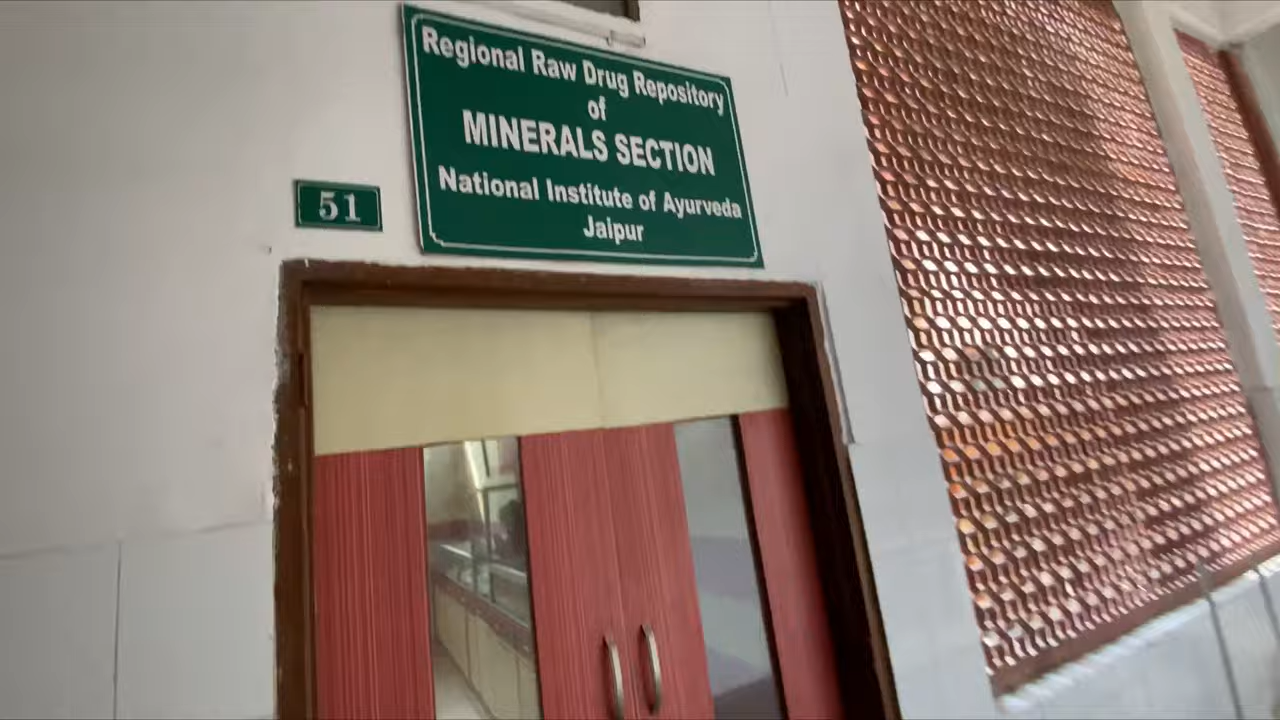 Regional Raw Drug Repository
of
MINERALS SECTION
National Institute of Ayurveda
Jaipur
51